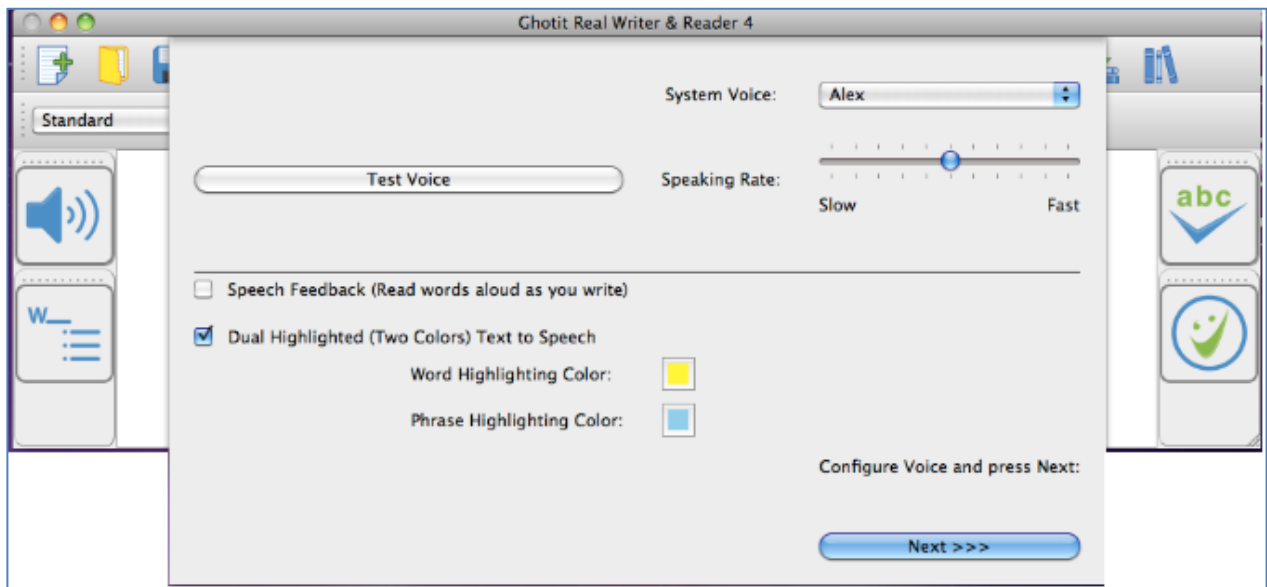 Ghotit Real Writer & Reader 4
System Voice:
Alex
Standard
Test Voice
Speaking Rate:
Slow
Fast
abc
Speech Feedback (Read words aloud as you write)
W
Dual Highlighted (Two Colors) Text to Speech
Word Highlighting Color:
Phrase Highlighting Color:
Configure Voice and press Next:
Next >>>